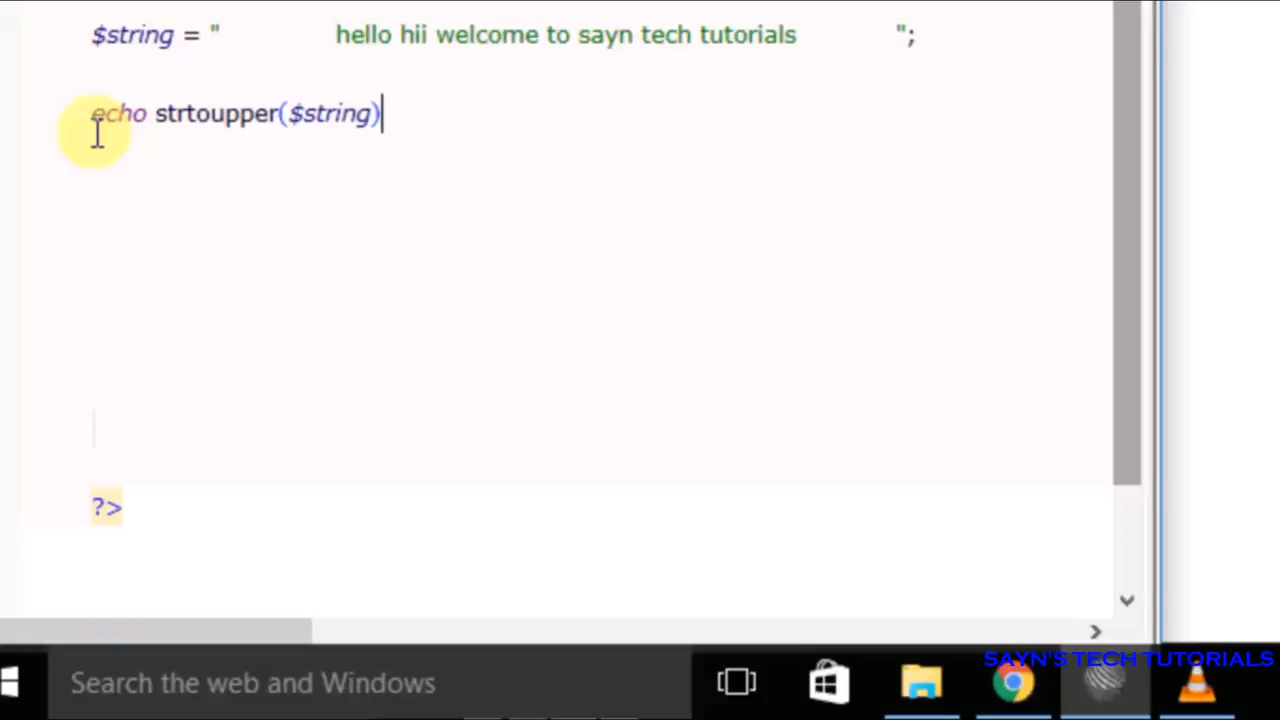 $string = "              hello hii welcome to sayn tech tutorials            ";
echo strtoupper($string)
?>
SAYN'S TECH TUTORIALS
Search the web and Windows